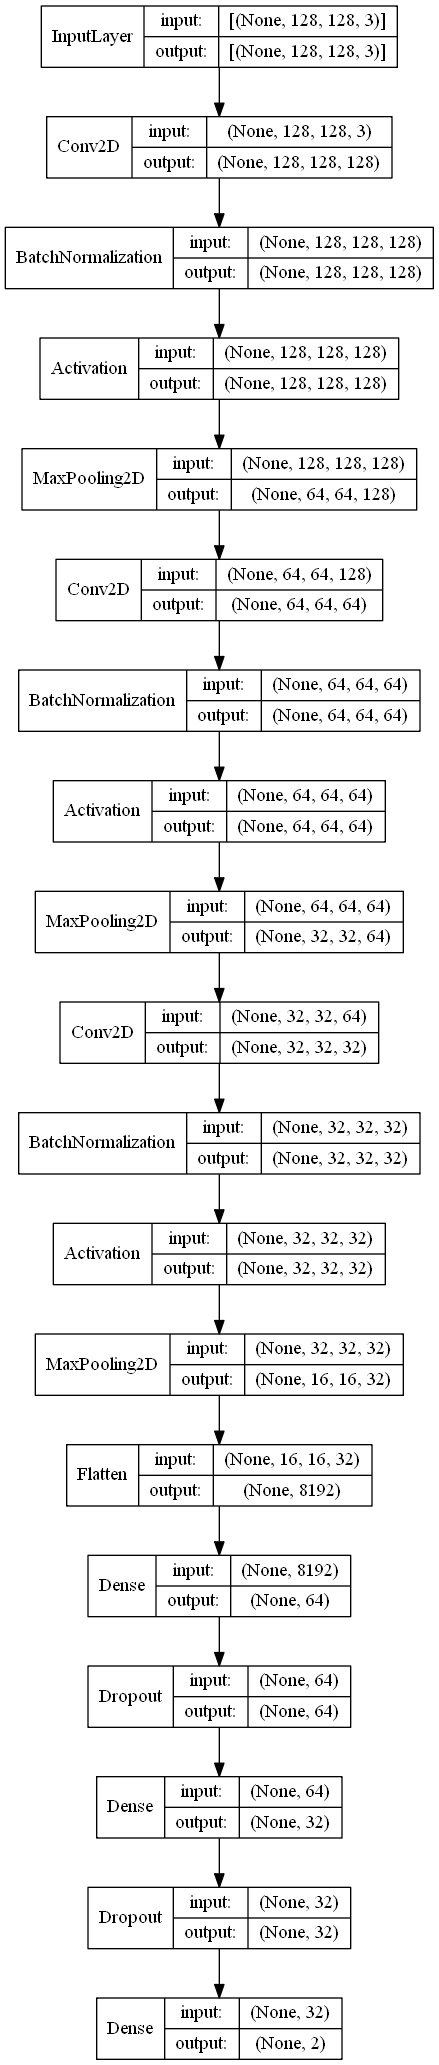 InputLayer
input:
[(None, 128, 128, 3)]
output:
[(None, 128, 128, 3)]
Conv2D
input:
(None, 128, 128, 3)
output:
(None, 128, 128, 128)
BatchNormalization
input:
(None, 128, 128, 128)
output:
(None, 128, 128, 128)
Activation
input:
(None, 128, 128, 128)
output:
(None, 128, 128, 128)
MaxPooling2D
input:
(None, 128, 128, 128)
output:
(None, 64, 64, 128)
Conv2D
input:
(None, 64, 64, 128)
output:
(None, 64, 64, 64)
BatchNormalization
input:
(None, 64, 64, 64)
output:
(None, 64, 64, 64)
Activation
input:
(None, 64, 64, 64)
output:
(None, 64, 64, 64)
MaxPooling2D
input:
(None, 64, 64, 64)
output:
(None, 32, 32, 64)
Conv2D
input:
(None, 32, 32, 64)
output:
(None, 32, 32, 32)
BatchNormalization
input:
(None, 32, 32, 32)
output:
(None, 32, 32, 32)
Activation
input:
(None, 32, 32, 32)
output:
(None, 32, 32, 32)
MaxPooling2D
input:
(None, 32, 32, 32)
output:
(None, 16, 16, 32)
Flatten
input:
(None, 16, 16, 32)
output:
(None, 8192)
Dense
input:
(None, 8192)
output:
(None, 64)
Dropout
input:
(None, 64)
output:
(None, 64)
Dense
input:
(None, 64)
output:
(None, 32)
Dropout
input:
(None, 32)
output:
(None, 32)
Dense
input:
(None, 32)
output:
(None, 2)